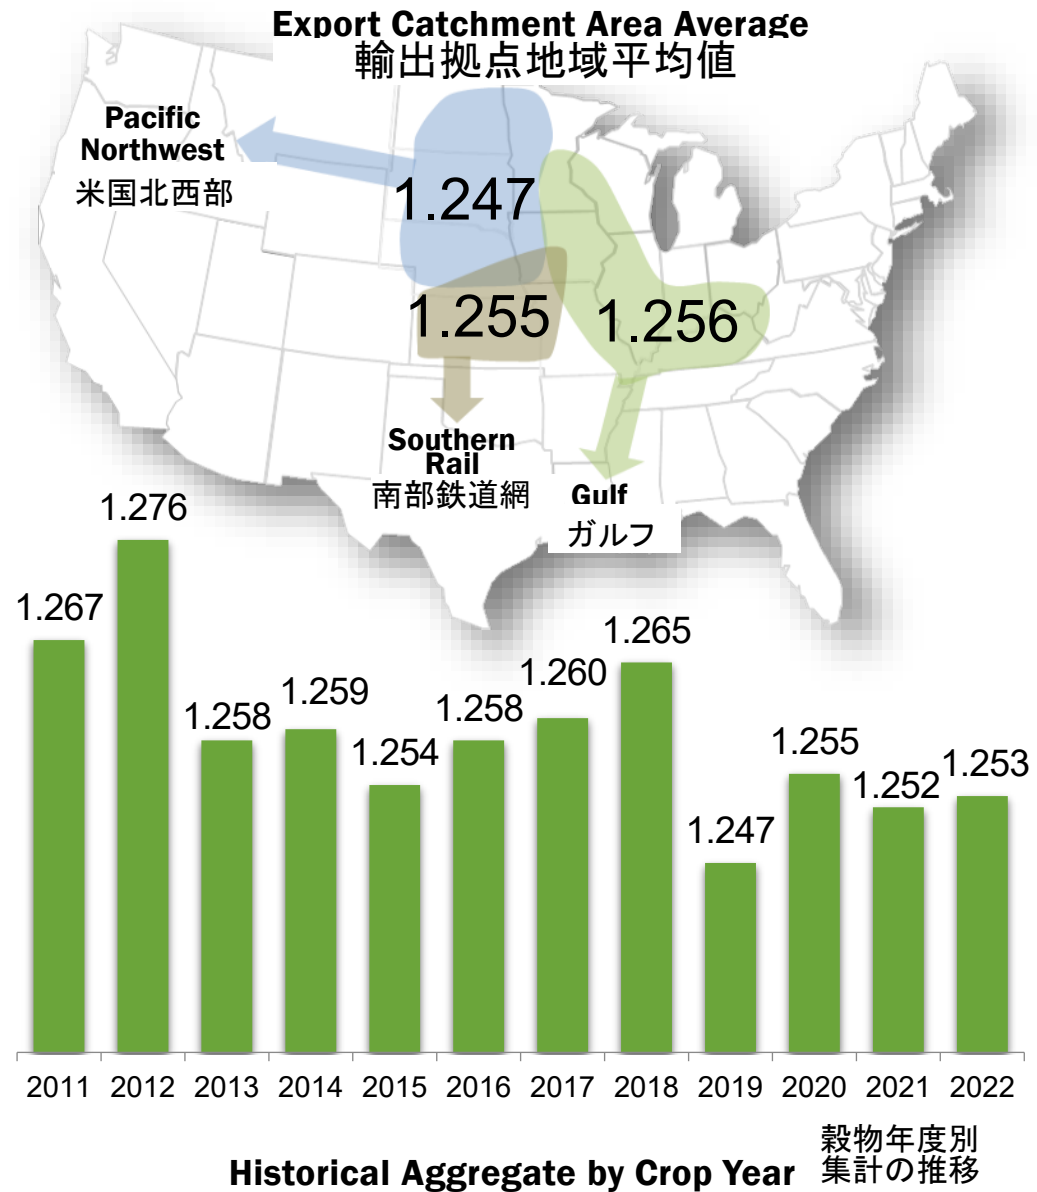 Export Catchment Area Average
輸出拠点地域平均値
Pacific
Northwest
米国北西部
1.247
1.255
1.256
Southern
Rail
南部鉄道網
Gulf
ガルフ
1.267
1.276
1.258
1.259
1.254
1.258
1.260
1.265
1.247
1.255
1.252
1.253
2011 2012 2013 2014 2015 2016 2017 2018 2019 2020 2021 2022
Historical Aggregate by Crop Year
穀物年度別
集計の推移